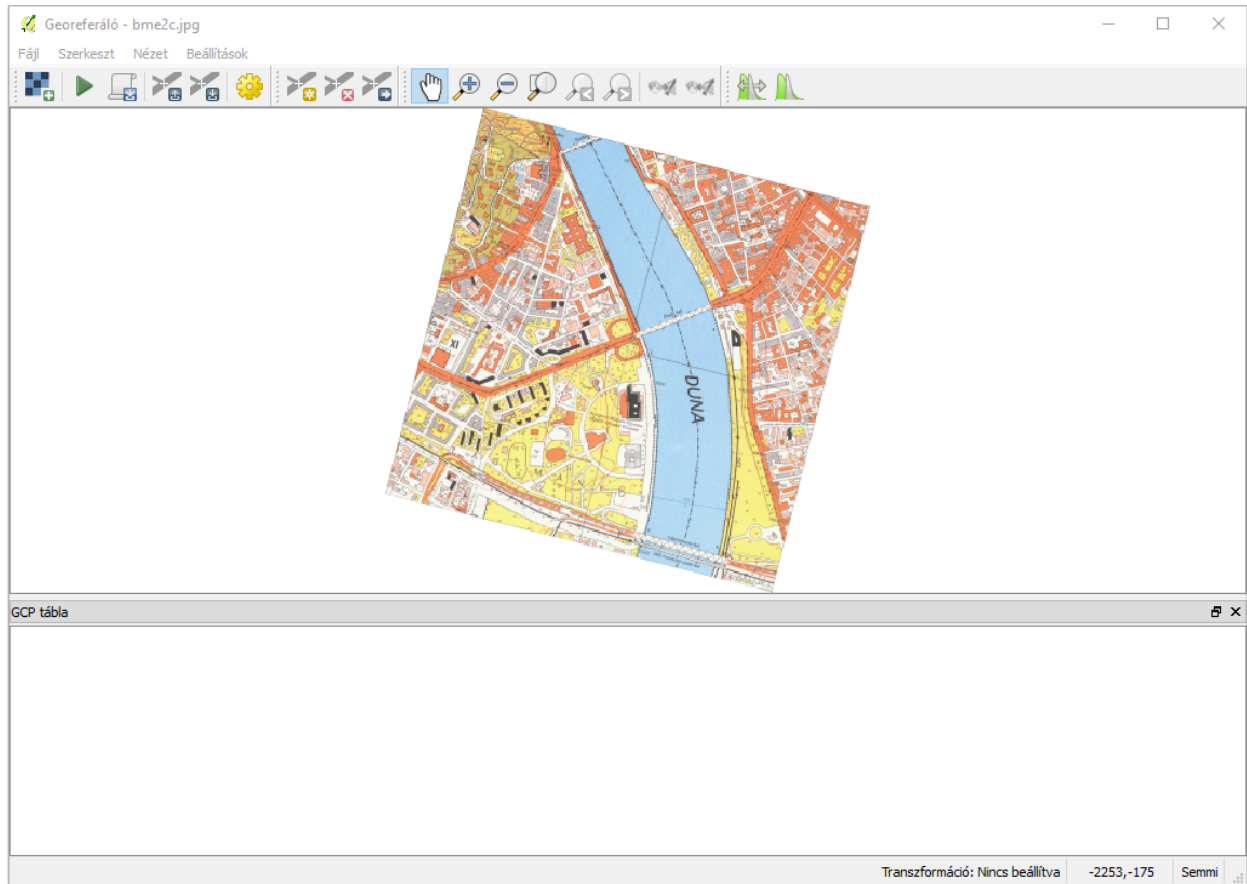 Georeferáló - bme2c.jpg
Fájl Szerkeszt Nézet Beállítások
XI
DUNA
GCP tábla
Transzformáció: Nincs beállítva -2253,-175 Semmi